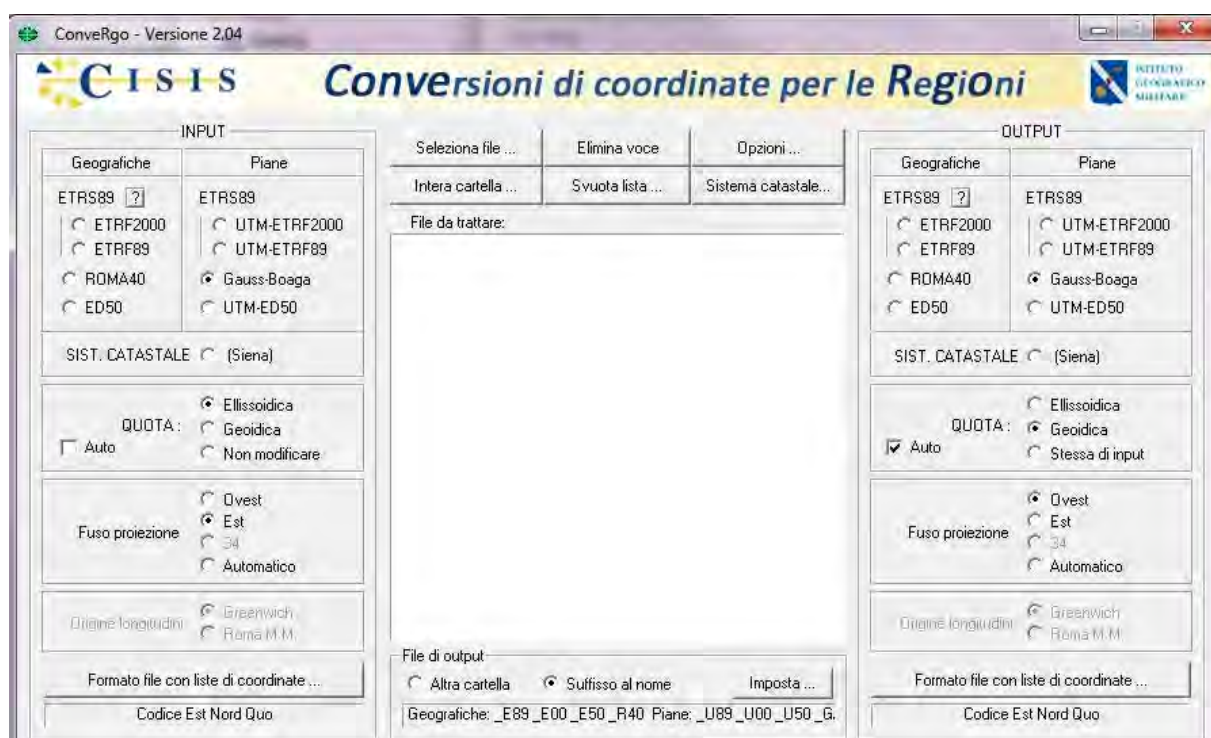 ConveRgo - Versione 2.04
CISIS
Conversioni di coordinate per le RegiOni
ISTITUTO
GEOGRAFICO
MILITARE
INPUT
Geografiche Piane
ETRS89 ? ETRS89
ETRF2000 UTM-ETRF2000
ETRF89 UTM-ETRF89
ROMA40 Gauss-Boaga
ED50 UTM-ED50
SIST. CATASTALE (Siena)
QUOTA :
Auto
Ellissoidica
Geoidica
Non modificare
Fuso proiezione
Ovest
Est
34
Automatico
Origine longitudini
Greenwich
Roma M.M.
Formato file con liste di coordinate ...
Codice Est Nord Quo
Seleziona file ... Elimina voce Opzioni ...
Intera cartella ... Svuota lista ... Sistema catastale...
File da trattare:
File di output
Altra cartella Suffisso al nome Imposta ...
Geografiche: _E89 _E00 _E50 _R40 Piane: _U89 _U00 _U50 _G.
OUTPUT
Geografiche Piane
ETRS89 ? ETRS89
ETRF2000 UTM-ETRF2000
ETRF89 UTM-ETRF89
ROMA40 Gauss-Boaga
ED50 UTM-ED50
SIST. CATASTALE (Siena)
QUOTA :
Auto
Ellissoidica
Geoidica
Stessa di input
Fuso proiezione
Ovest
Est
34
Automatico
Origine longitudini
Greenwich
Roma M.M.
Formato file con liste di coordinate ...
Codice Est Nord Quo